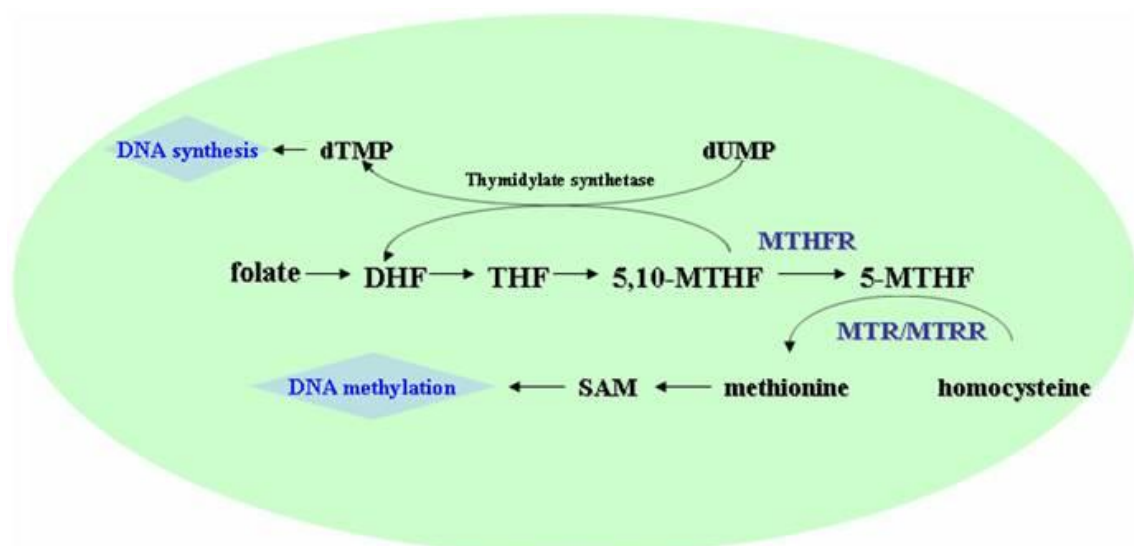 DNA synthesis dTMP dUMP
Thymidylate synthetase
MTHFR
folate DHF THF 5,10-MTHF 5-MTHF
MTR/MTRR
DNA methylation SAM methionine homocysteine